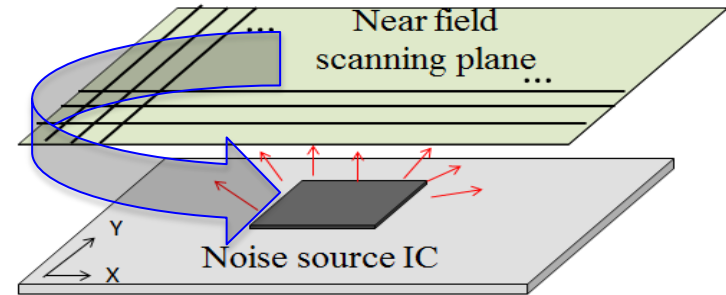 Near field
scanning plane
...
...
Y
X
Noise source IC